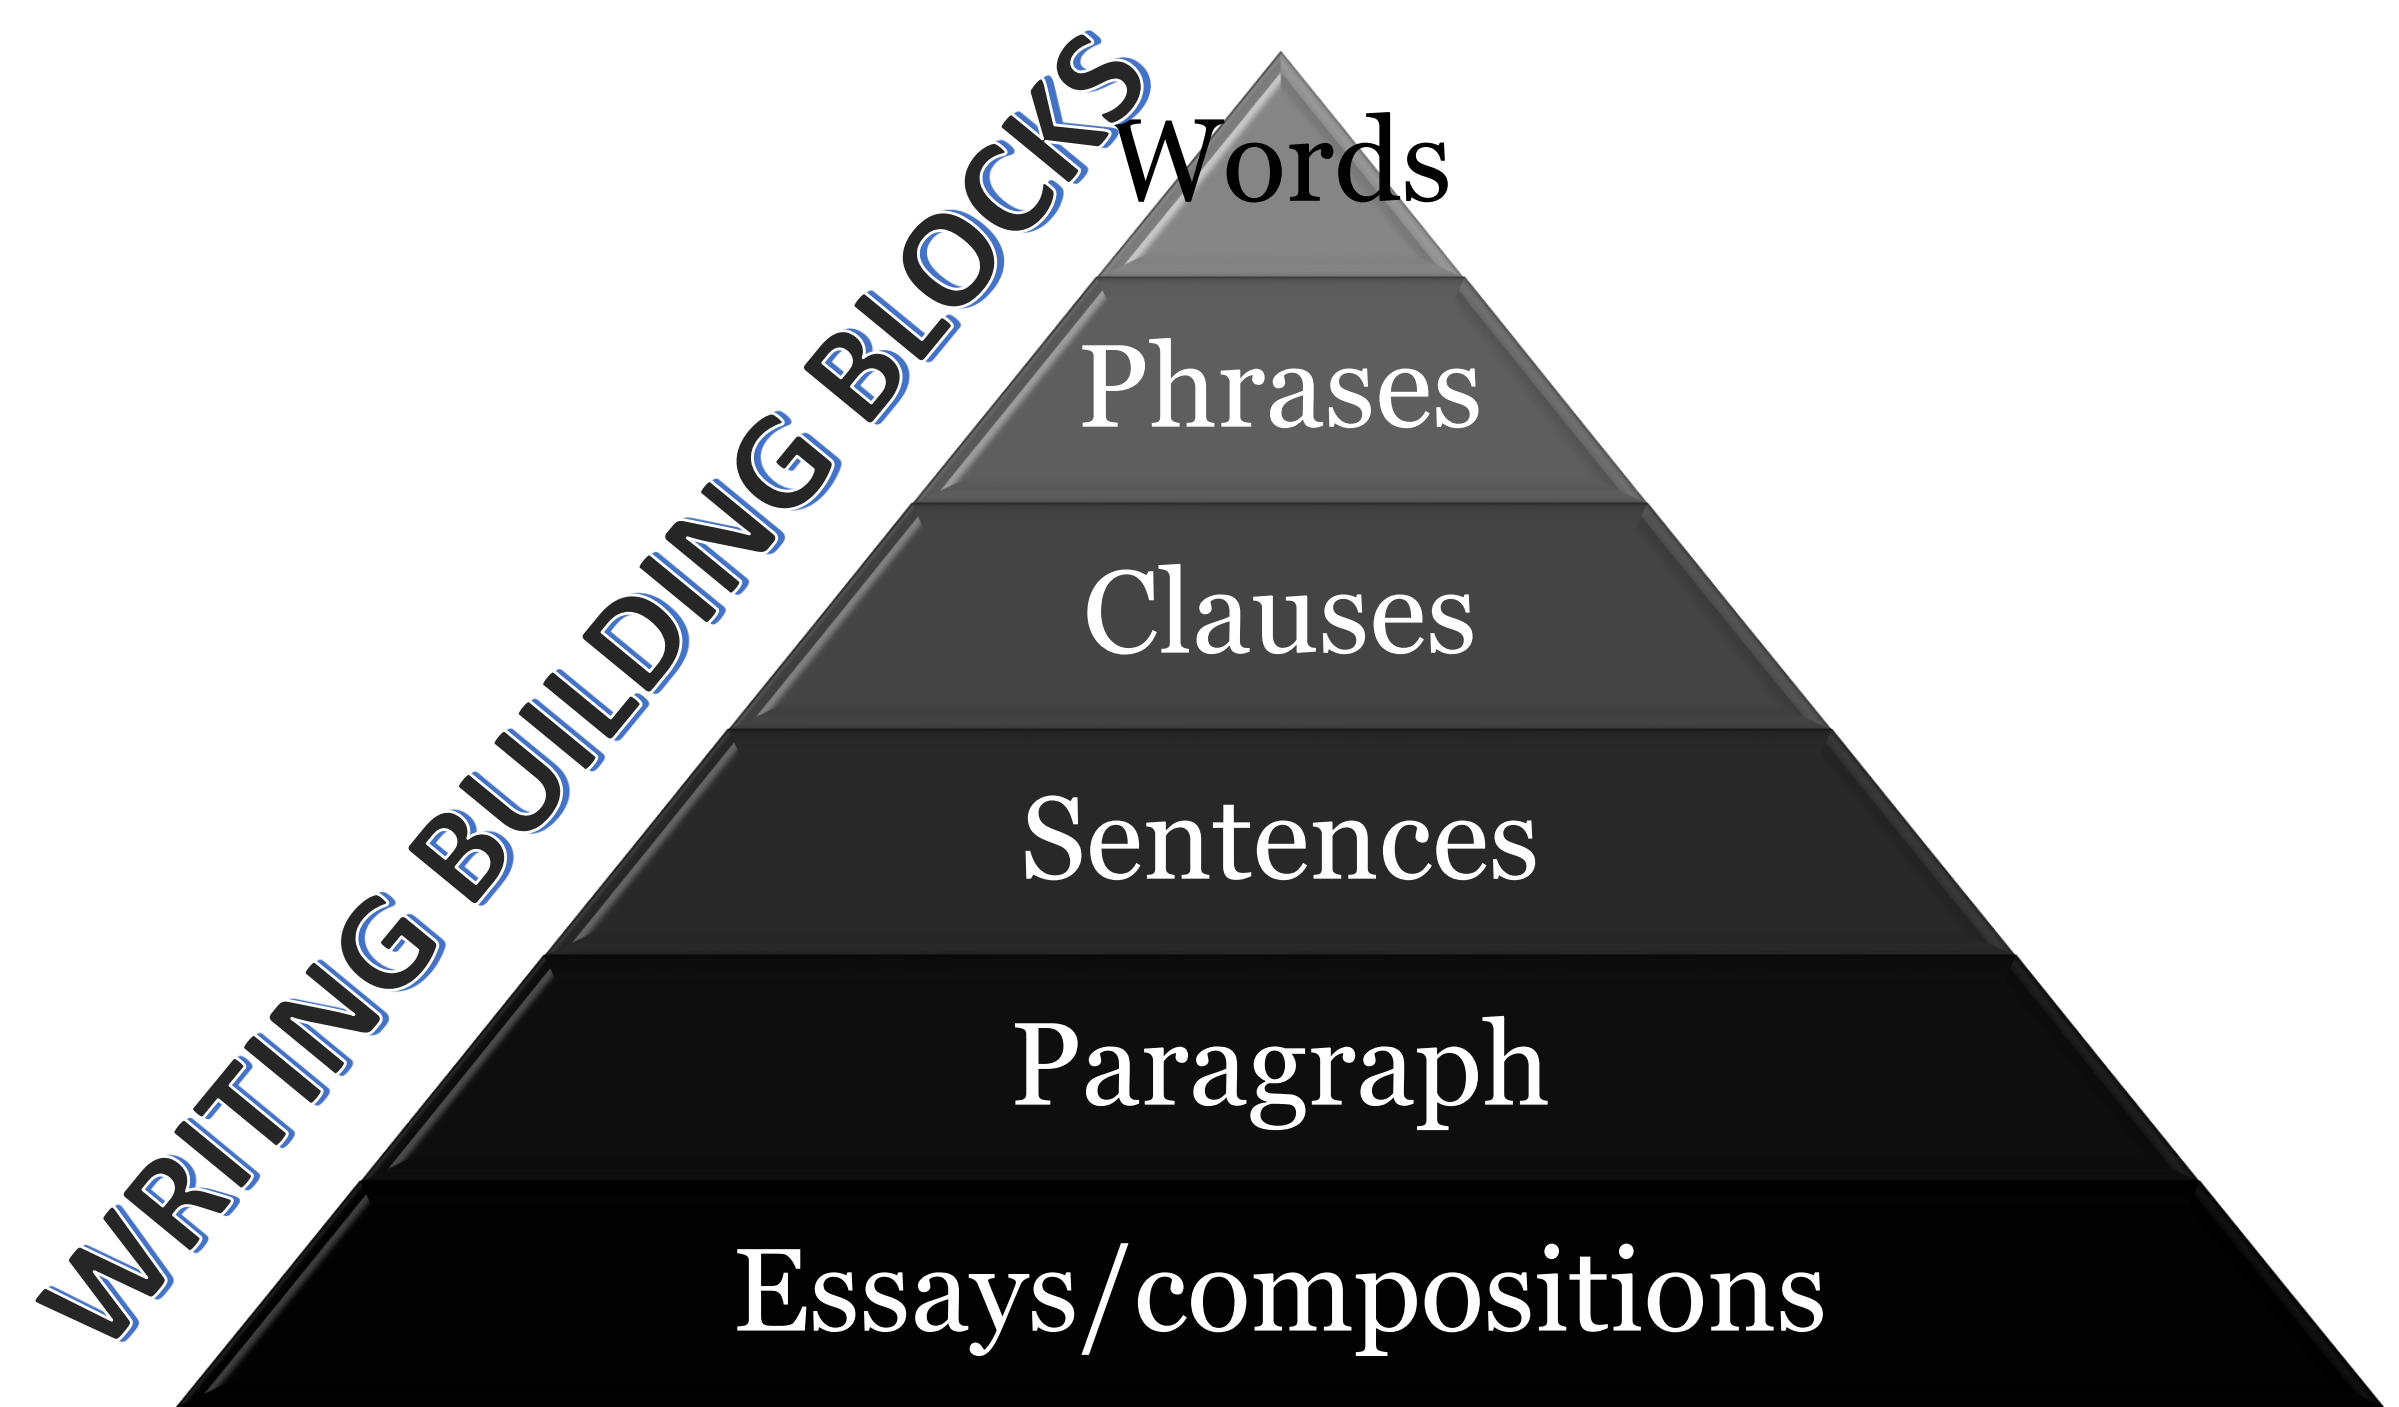 WRITING BUILDING BLOCKS
Words
Phrases
Clauses
Sentences
Paragraph
Essays/compositions